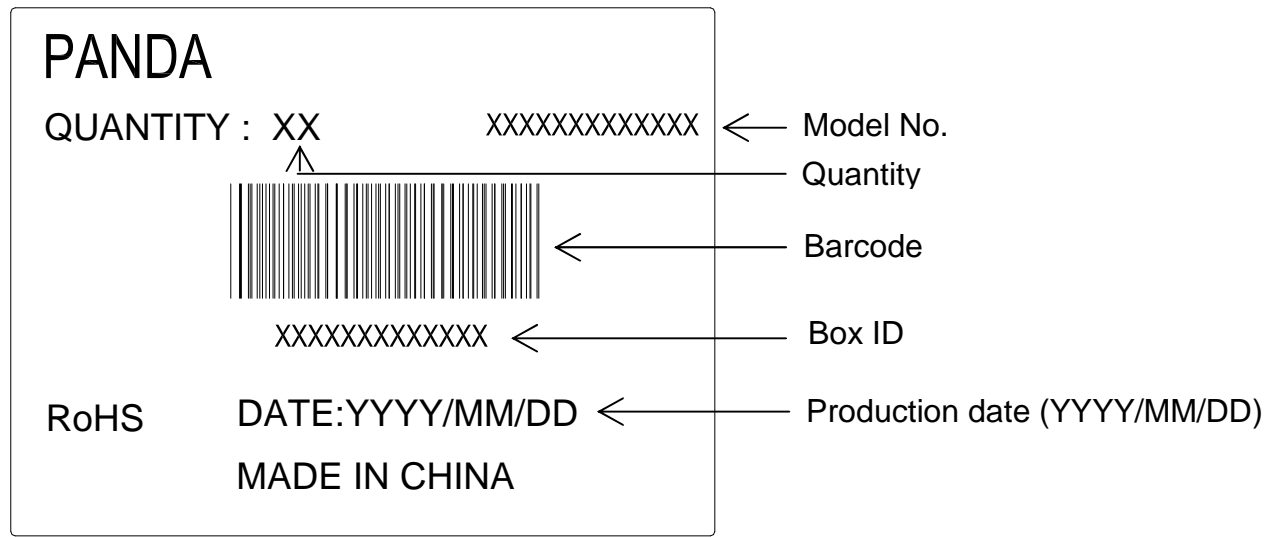 PANDA
QUANTITY : XX XXXXXXXXXXXXX Model No.
Quantity
Barcode
XXXXXXXXXXXXX Box ID
RoHS DATE:YYYY/MM/DD Production date (YYYY/MM/DD)
MADE IN CHINA